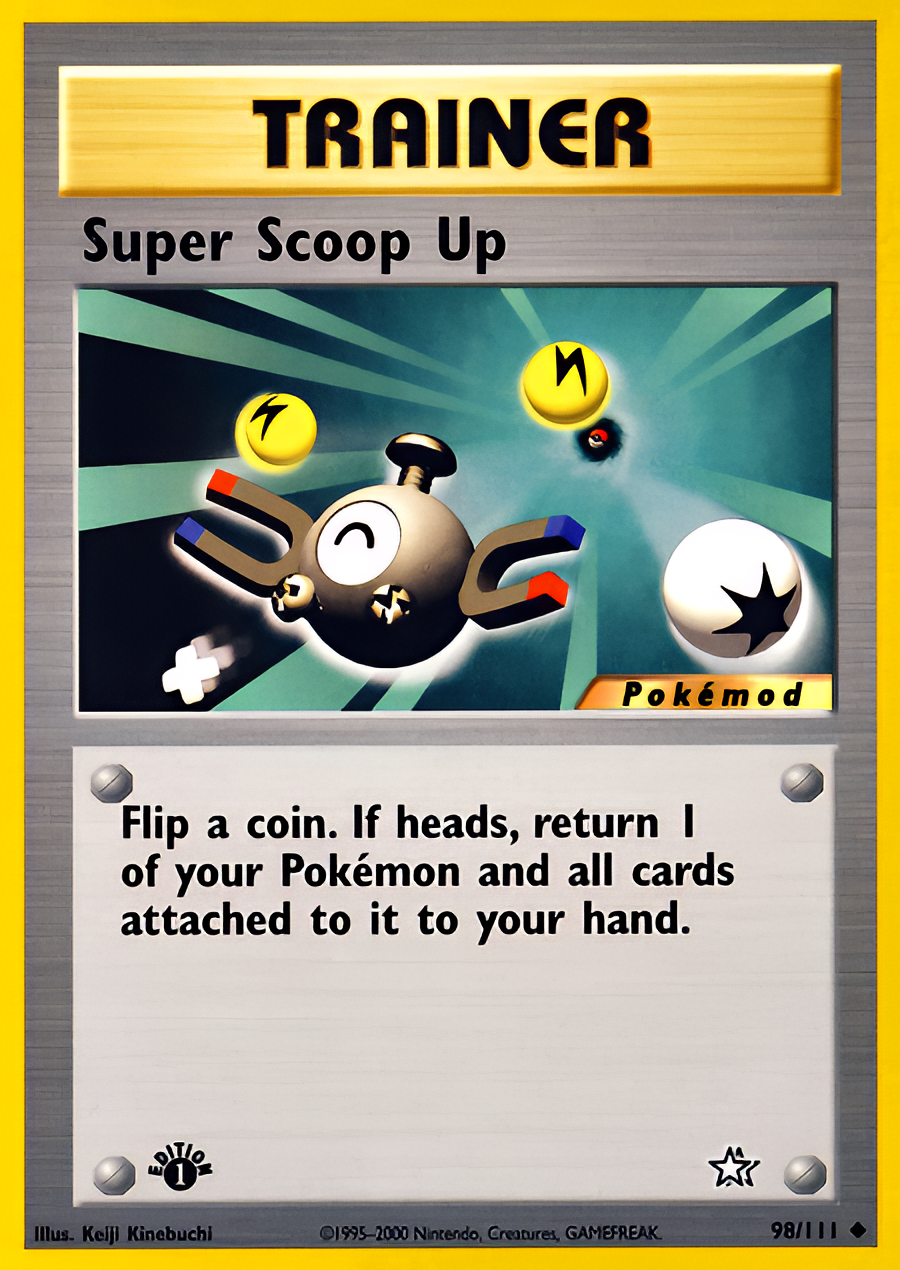 TRAINER
Super Scoop Up
Pokémod
Flip a coin. If heads, return 1
of your Pokémon and all cards
attached to it to your hand.
EDITION
1
Illus. Keiji Kinebuchi
©1995–2000 Nintendo, Creatures, GAMEFREAK.
98/111